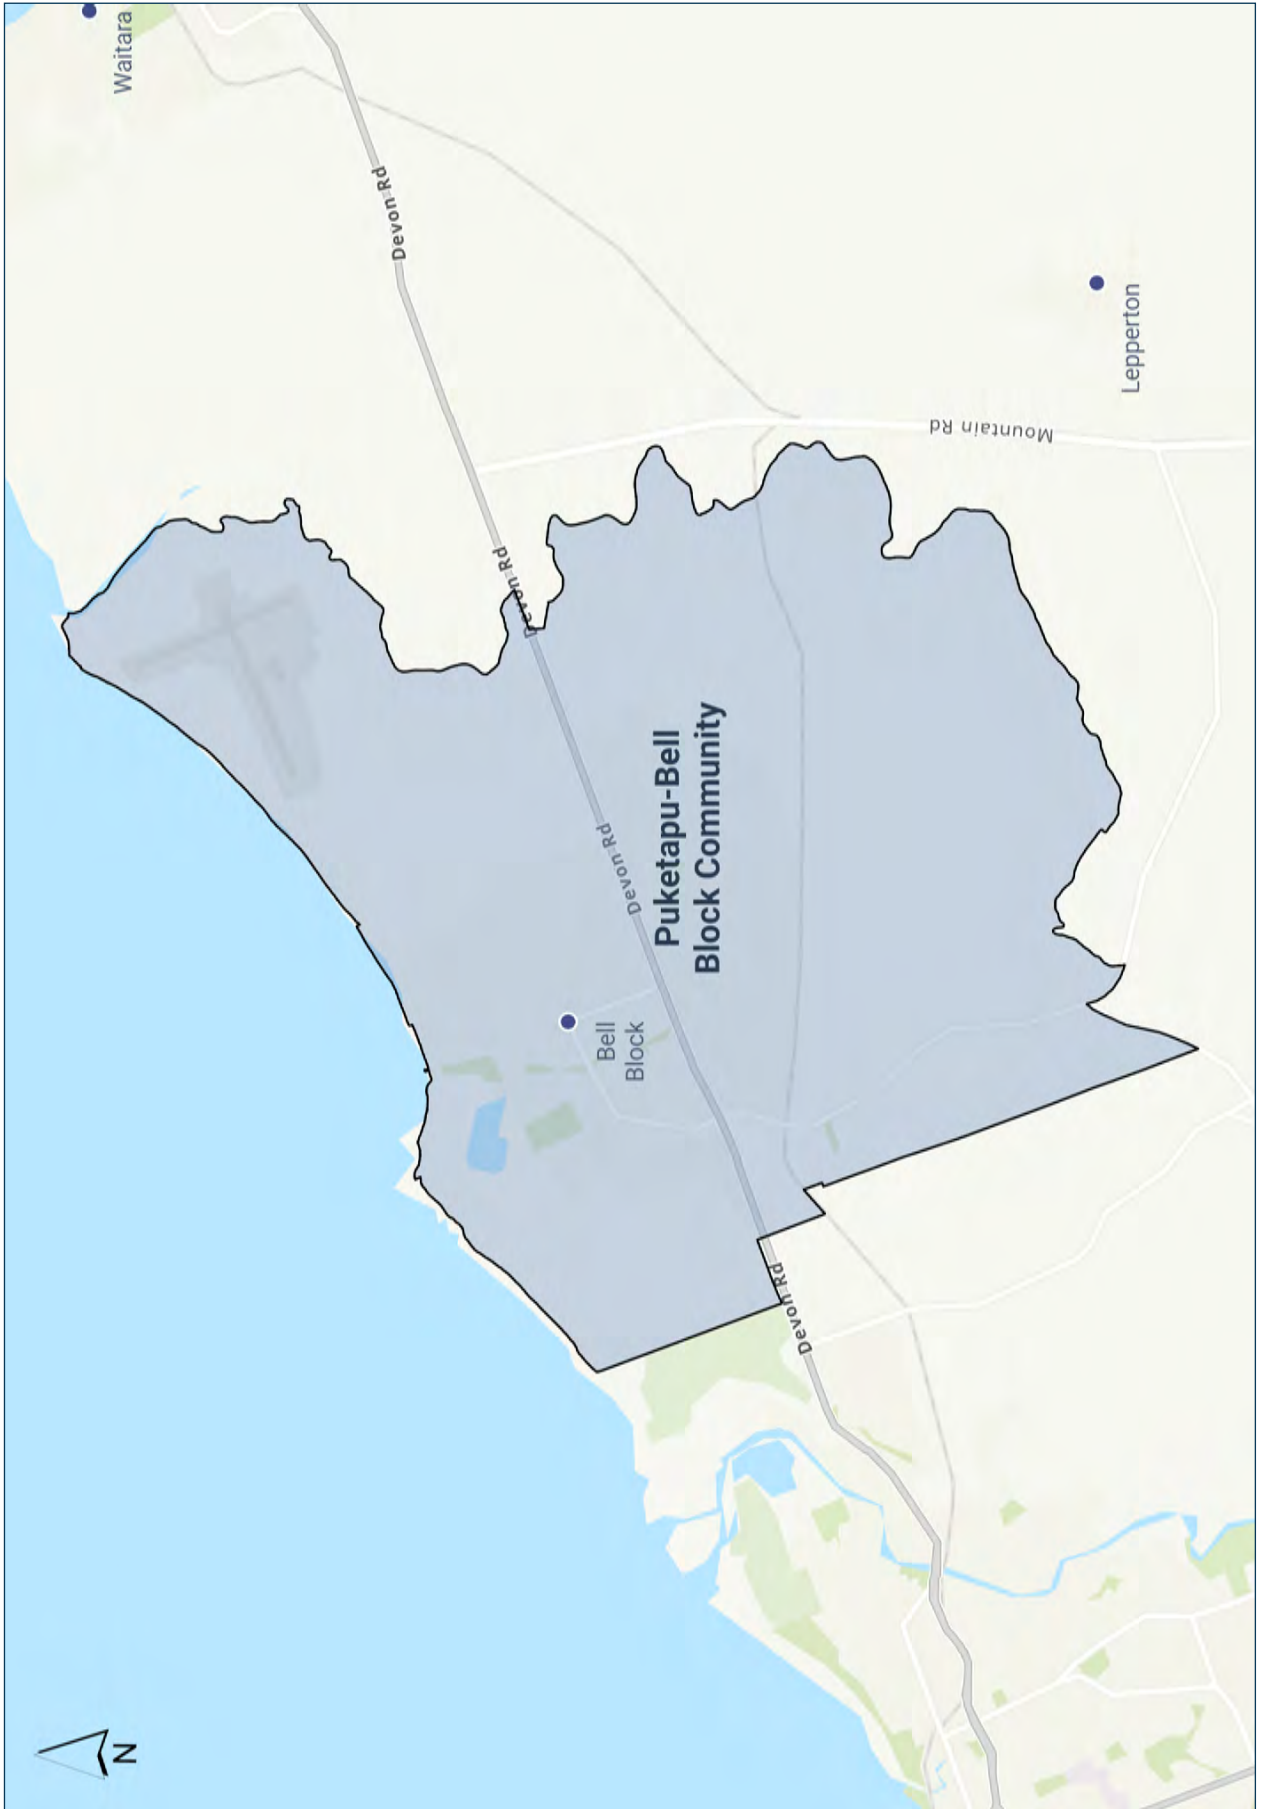 Waitara
Devon Rd
Lepperton
Mountain Rd
Devon Rd
Devon Rd
Puketapu-Bell
Block Community
Bell
Block
Devon Rd
N